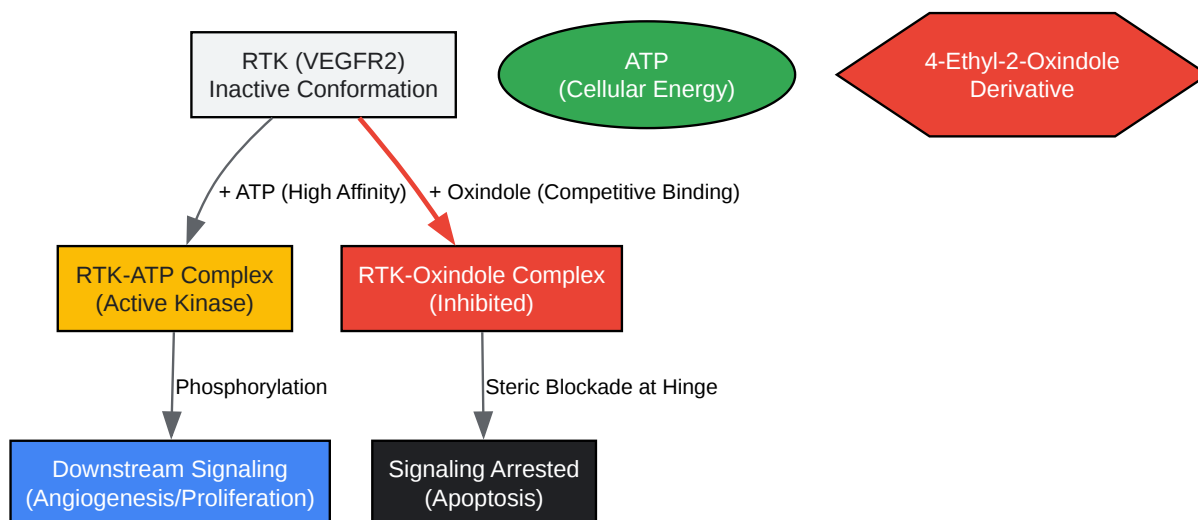 RTK (VEGFR2)
Inactive Conformation
ATP
(Cellular Energy)
4-Ethyl-2-Oxindole
Derivative
+ ATP (High Affinity)
+ Oxindole (Competitive Binding)
RTK-ATP Complex
(Active Kinase)
RTK-Oxindole Complex
(Inhibited)
Phosphorylation
Steric Blockade at Hinge
Downstream Signaling
(Angiogenesis/Proliferation)
Signaling Arrested
(Apoptosis)